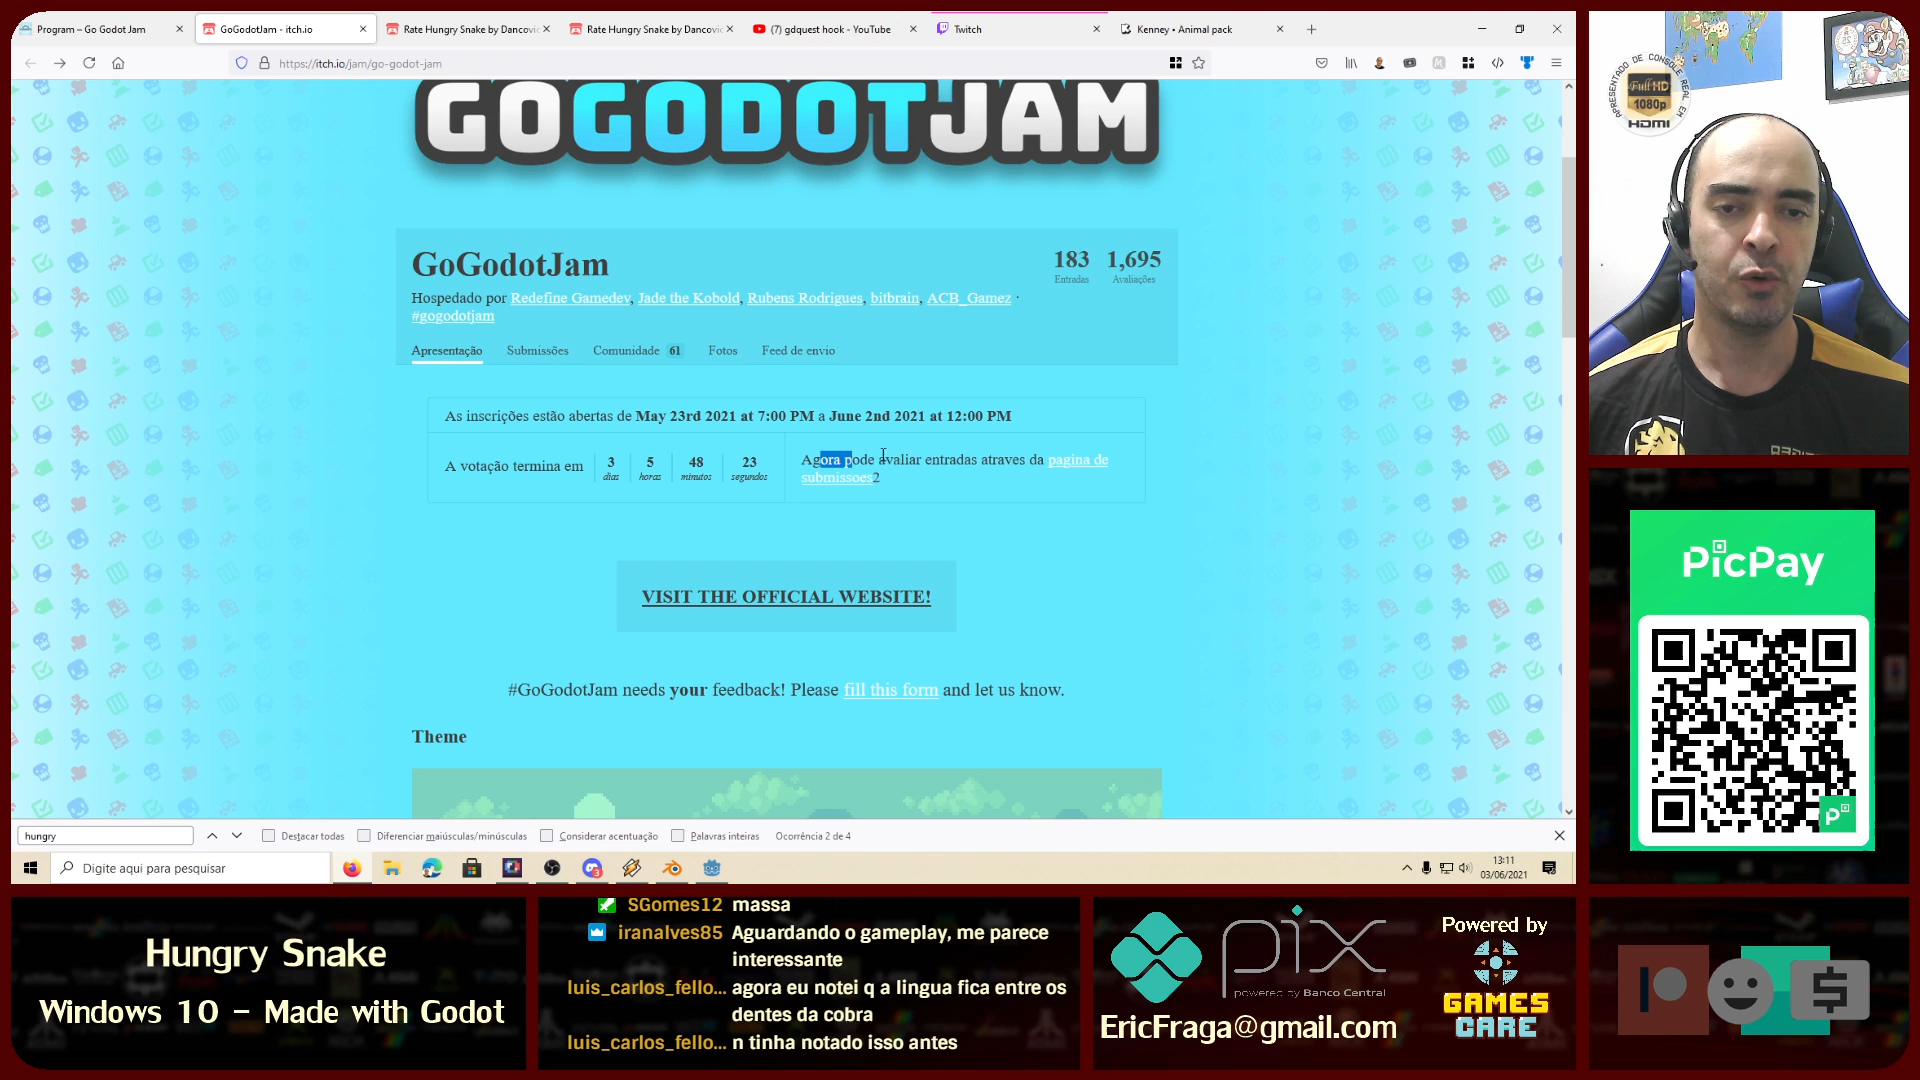 Program – Go Godot Jam
GoGodotJam - itch.io
Rate Hungry Snake by Dancovic
Rate Hungry Snake by Dancovic
(7) gdquest hook - YouTube
Twitch
Kenney • Animal pack
https://itch.io/jam/go-godot-jam
GOGODOTJAM
GoGodotJam
183
Entradas
1,695
Avaliações
Hospedado por Redefine Gamedev, Jade the Kobold, Rubens Rodrigues, bitbrain, ACB_Gamez ·
#gogodotjam
Apresentação
Submissões
Comunidade 61
Fotos
Feed de envio
As inscrições estão abertas de May 23rd 2021 at 7:00 PM a June 2nd 2021 at 12:00 PM
A votação termina em
3
dias
5
horas
48
minutos
23
segundos
Agora pode avaliar entradas atraves da pagina de
submissoes2
VISIT THE OFFICIAL WEBSITE!
#GoGodotJam needs your feedback! Please fill this form and let us know.
Theme
hungry
Destacar todas
Diferenciar maiúsculas/minúsculas
Considerar acentuação
Palavras inteiras
Ocorrência 2 de 4
Digite aqui para pesquisar
13:11
03/06/2021
APRESENTADO DE CONSOLE REAL EM
Full HD
1080p
HDMI
PicPay
Hungry Snake
Windows 10 - Made with Godot
SGomes12 massa
iranalves85 Aguardando o gameplay, me parece
interessante
luis_carlos_fello... agora eu notei q a lingua fica entre os
dentes da cobra
luis_carlos_fello... n tinha notado isso antes
pix
powered by Banco Central
EricFraga@gmail.com
Powered by
GAMES
CARE